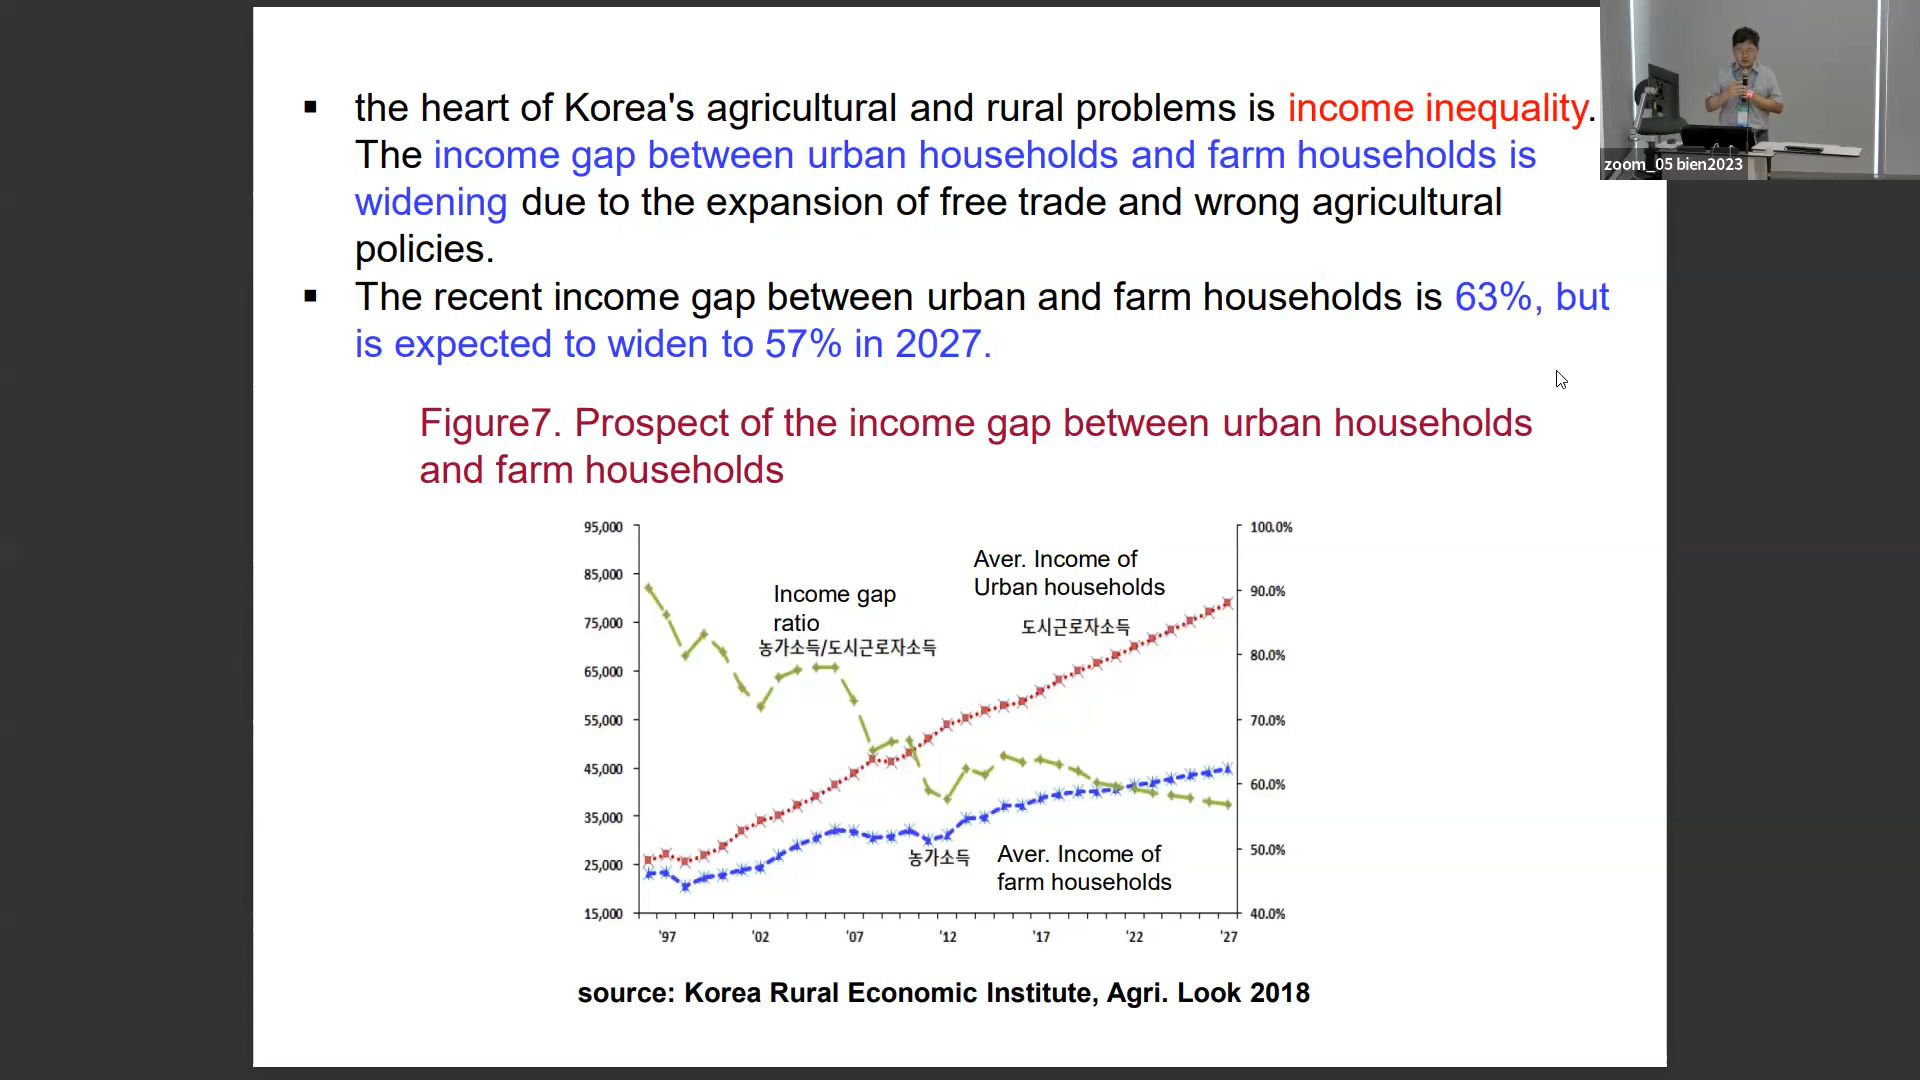 ▪ the heart of Korea's agricultural and rural problems is income inequality.
The income gap between urban households and farm households is
widening due to the expansion of free trade and wrong agricultural
policies.
▪ The recent income gap between urban and farm households is 63%, but
is expected to widen to 57% in 2027.
zoom_05 bien2023
Figure7. Prospect of the income gap between urban households
and farm households
95,000
85,000
75,000
65,000
55,000
45,000
35,000
25,000
15,000
Income gap
ratio
농가소득/도시근로자소득
Aver. Income of
Urban households
도시근로자소득
농가소득
Aver. Income of
farm households
100.0%
90.0%
80.0%
70.0%
60.0%
50.0%
40.0%
'97 '02 '07 '12 '17 '22 '27
source: Korea Rural Economic Institute, Agri. Look 2018